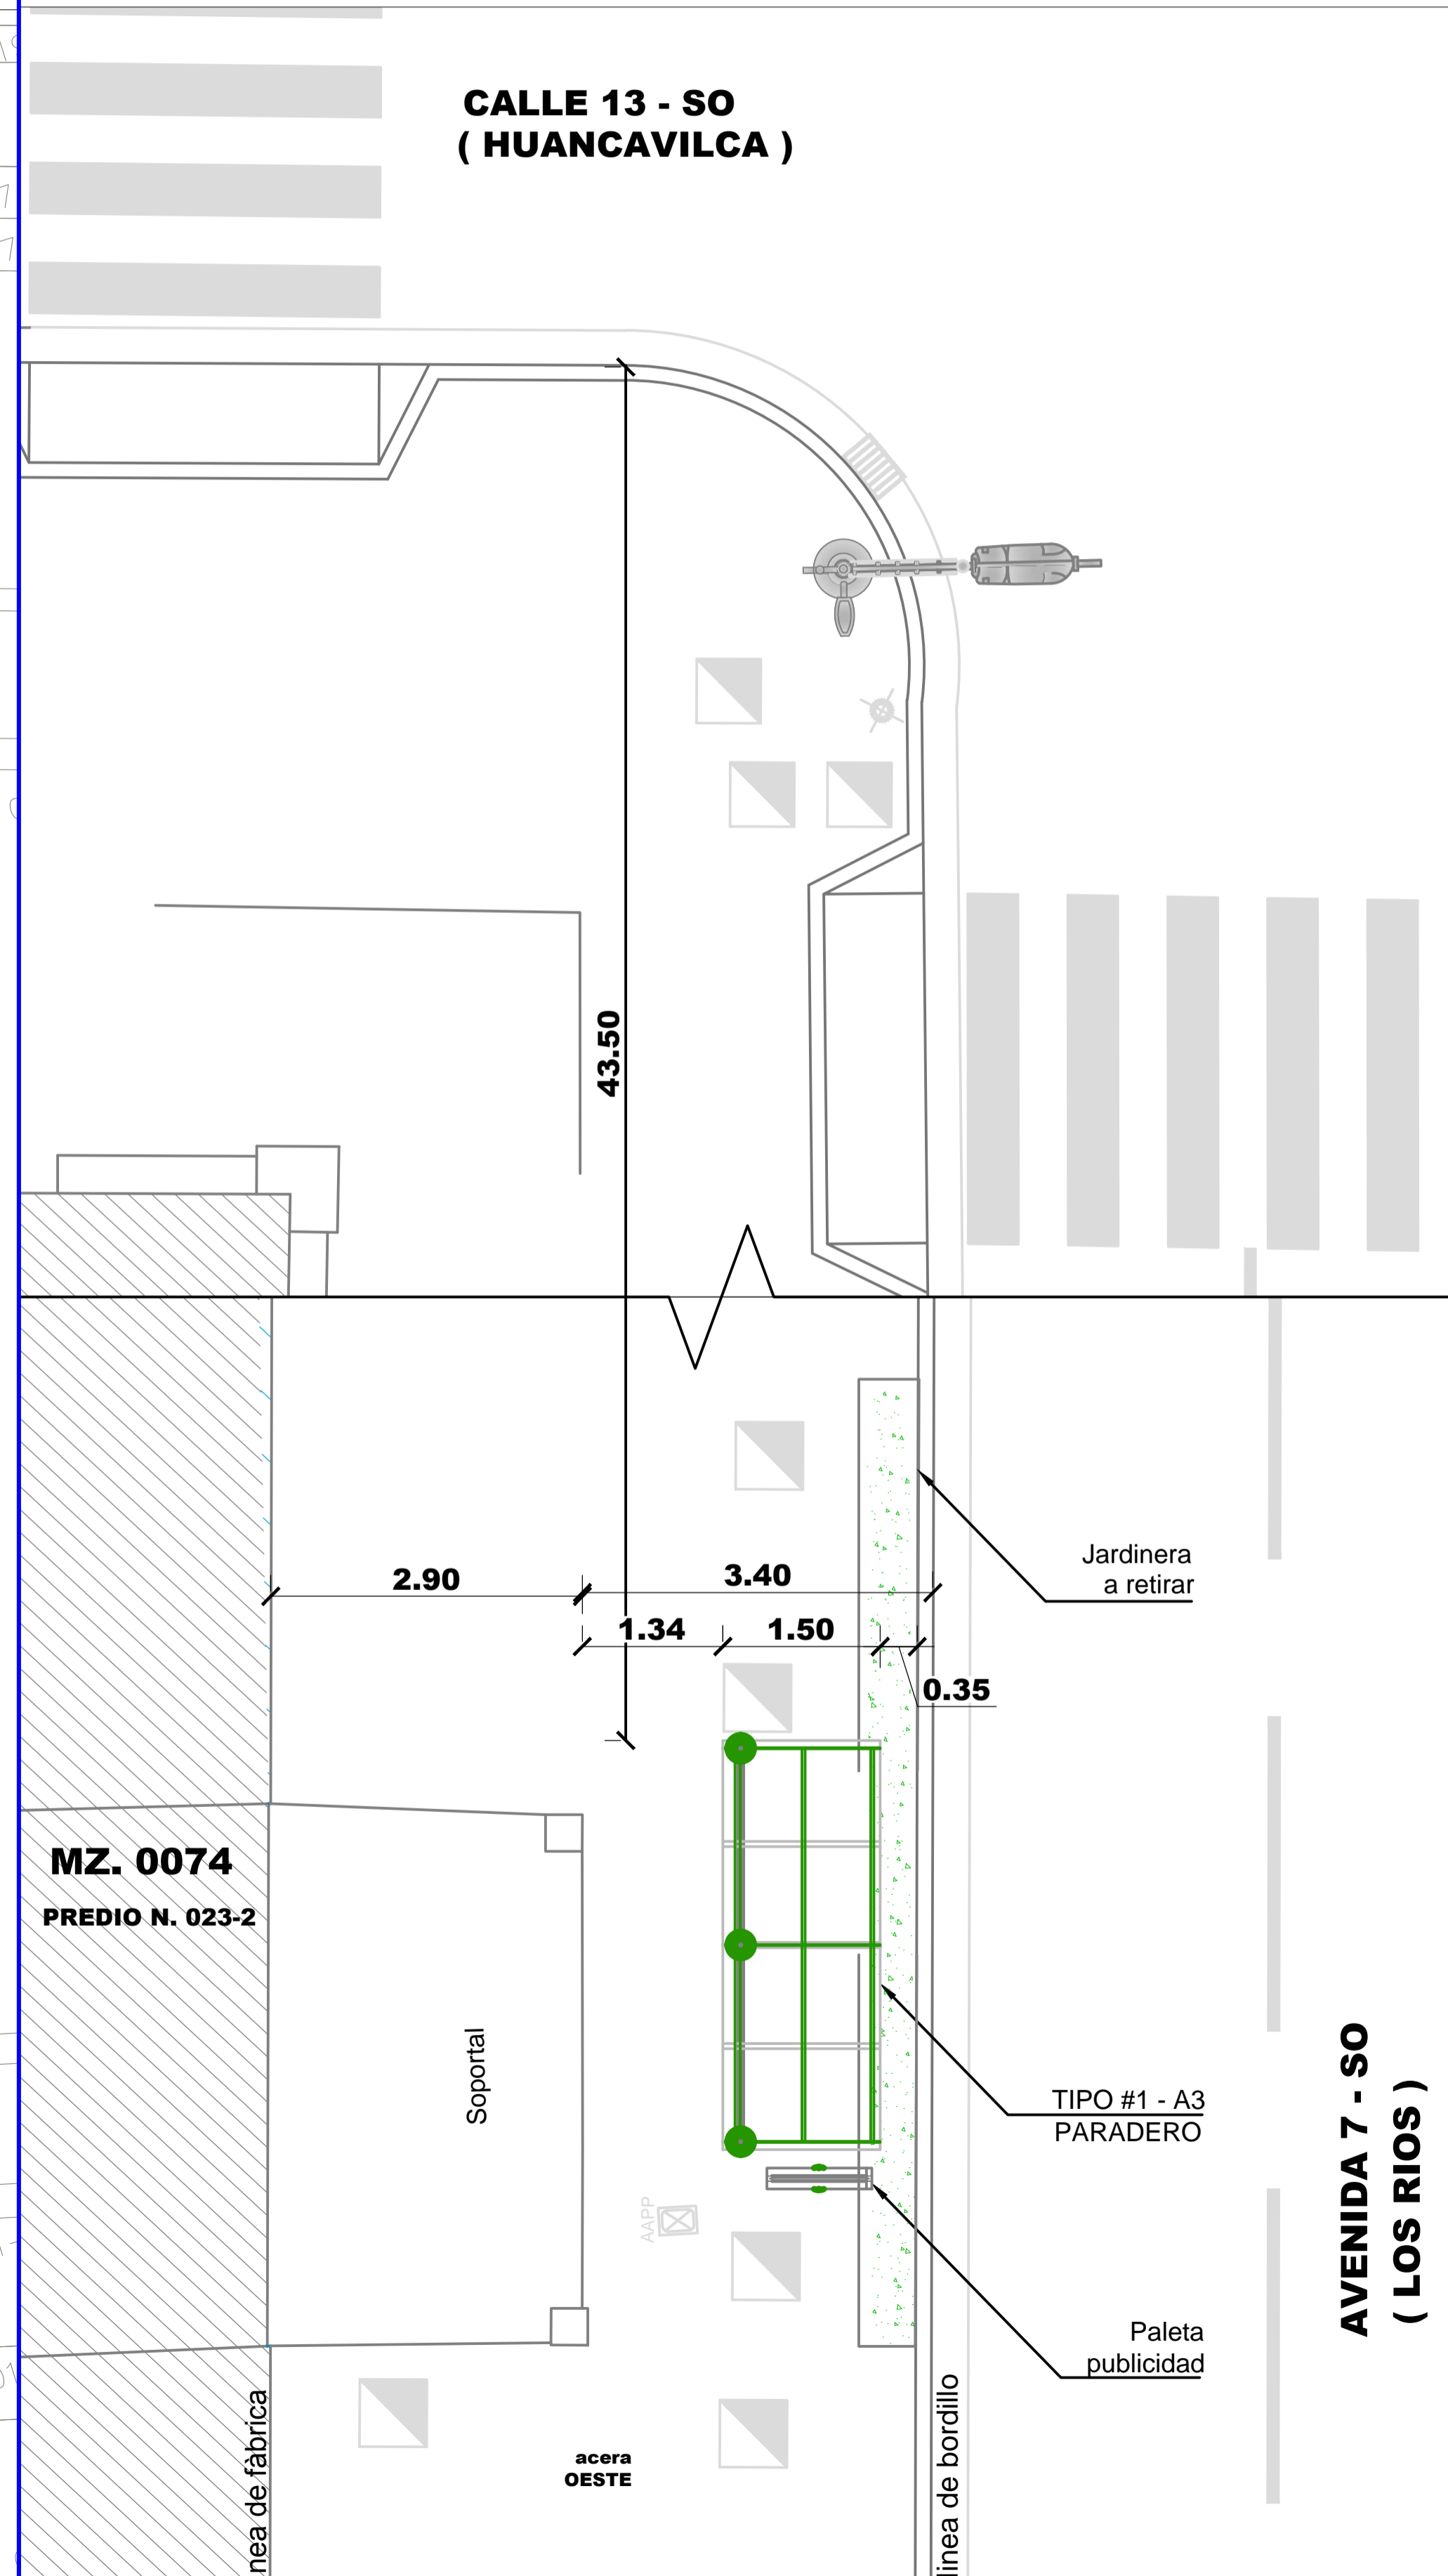 CALLE 13 - SO
( HUANCAVILCA )
43.50
Jardinera
a retirar
2.90
3.40
1.34
1.50
0.35
MZ. 0074
PREDIO N. 023-2
Soportal
TIPO #1 - A3
PARADERO
AVENIDA 7 - SO
( LOS RIOS )
AAPP
Paleta
publicidad
nea de fàbrica
linea de bordillo
acera
OESTE